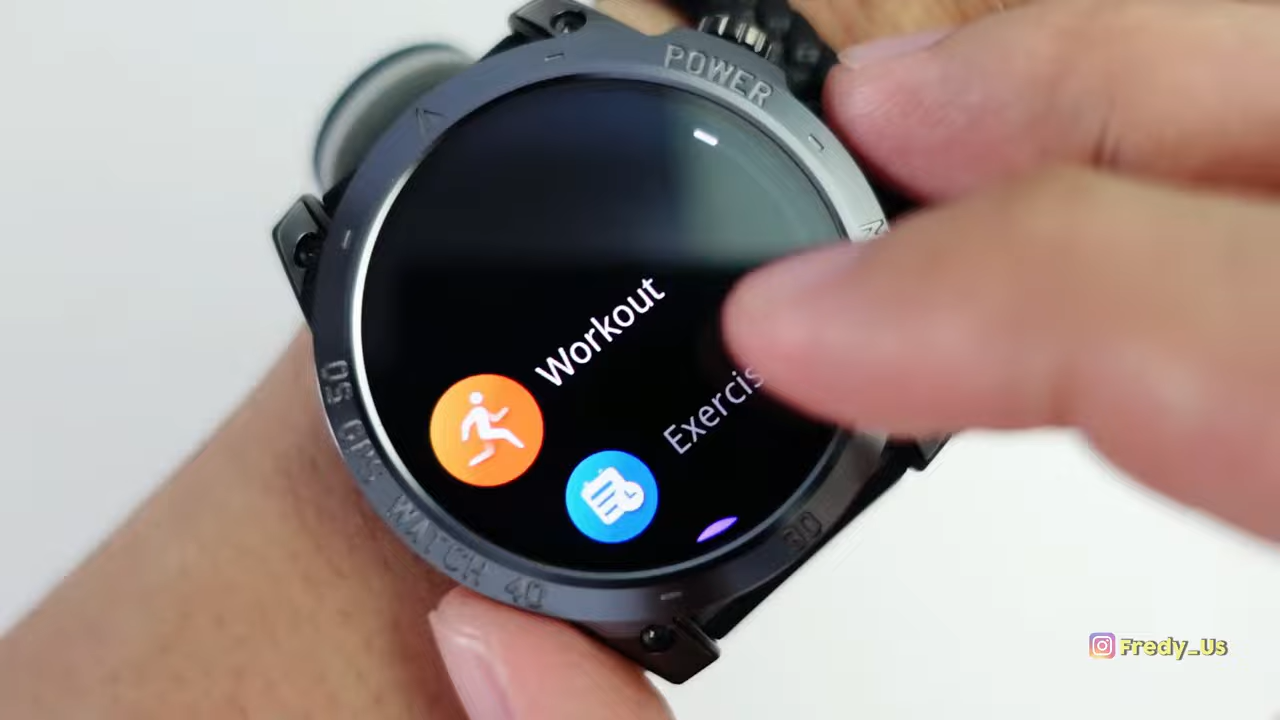 POWER
Workout
Exercis
50 GPS WATCH 40
30
Fredy_Us